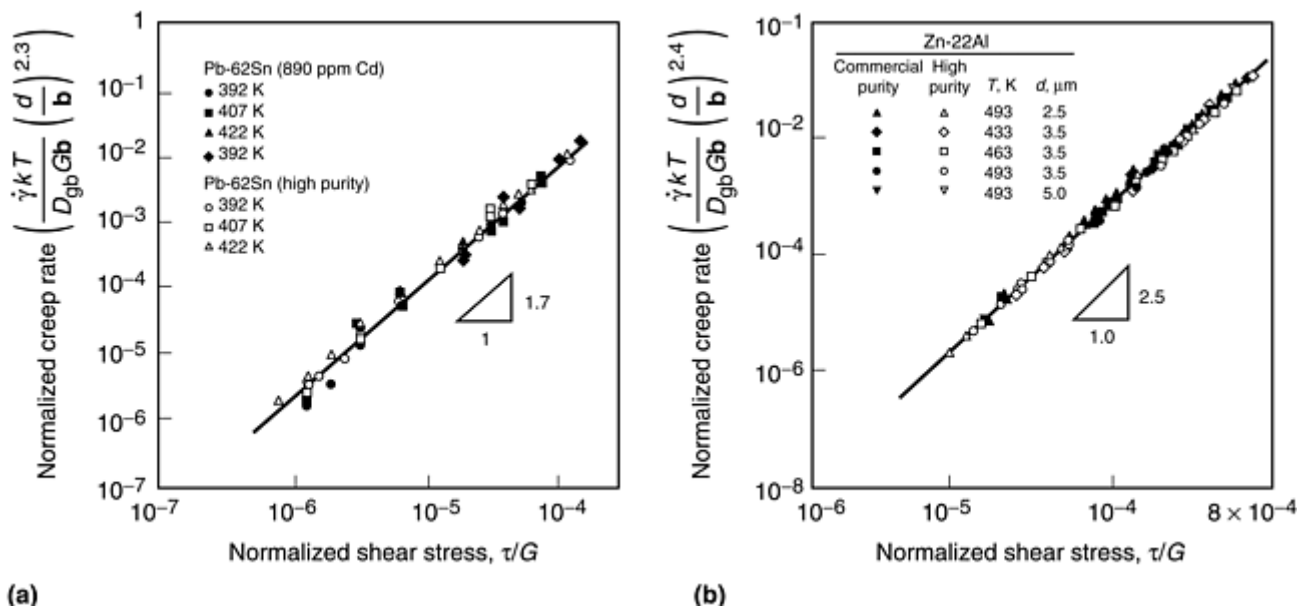 Normalized creep rate (γ̇kT / D_gb Gb) (d / b)^2.3
1
10⁻¹
10⁻²
10⁻³
10⁻⁴
10⁻⁵
10⁻⁶
10⁻⁷
Pb-62Sn (890 ppm Cd)
● 392 K
■ 407 K
▲ 422 K
◆ 392 K
Pb-62Sn (high purity)
○ 392 K
□ 407 K
△ 422 K
1.7
1
10⁻⁷ 10⁻⁶ 10⁻⁵ 10⁻⁴
Normalized shear stress, τ/G
(a)
Normalized creep rate (γ̇kT / D_gb Gb) (d / b)^2.4
10⁻¹
10⁻²
10⁻⁴
10⁻⁶
10⁻⁸
Zn-22Al
Commercial purity High purity T, K d, μm
▲ △ 493 2.5
◆ ◇ 433 3.5
■ □ 463 3.5
● ○ 493 3.5
▼ ▽ 493 5.0
2.5
1.0
10⁻⁶ 10⁻⁵ 10⁻⁴ 8 × 10⁻⁴
Normalized shear stress, τ/G
(b)